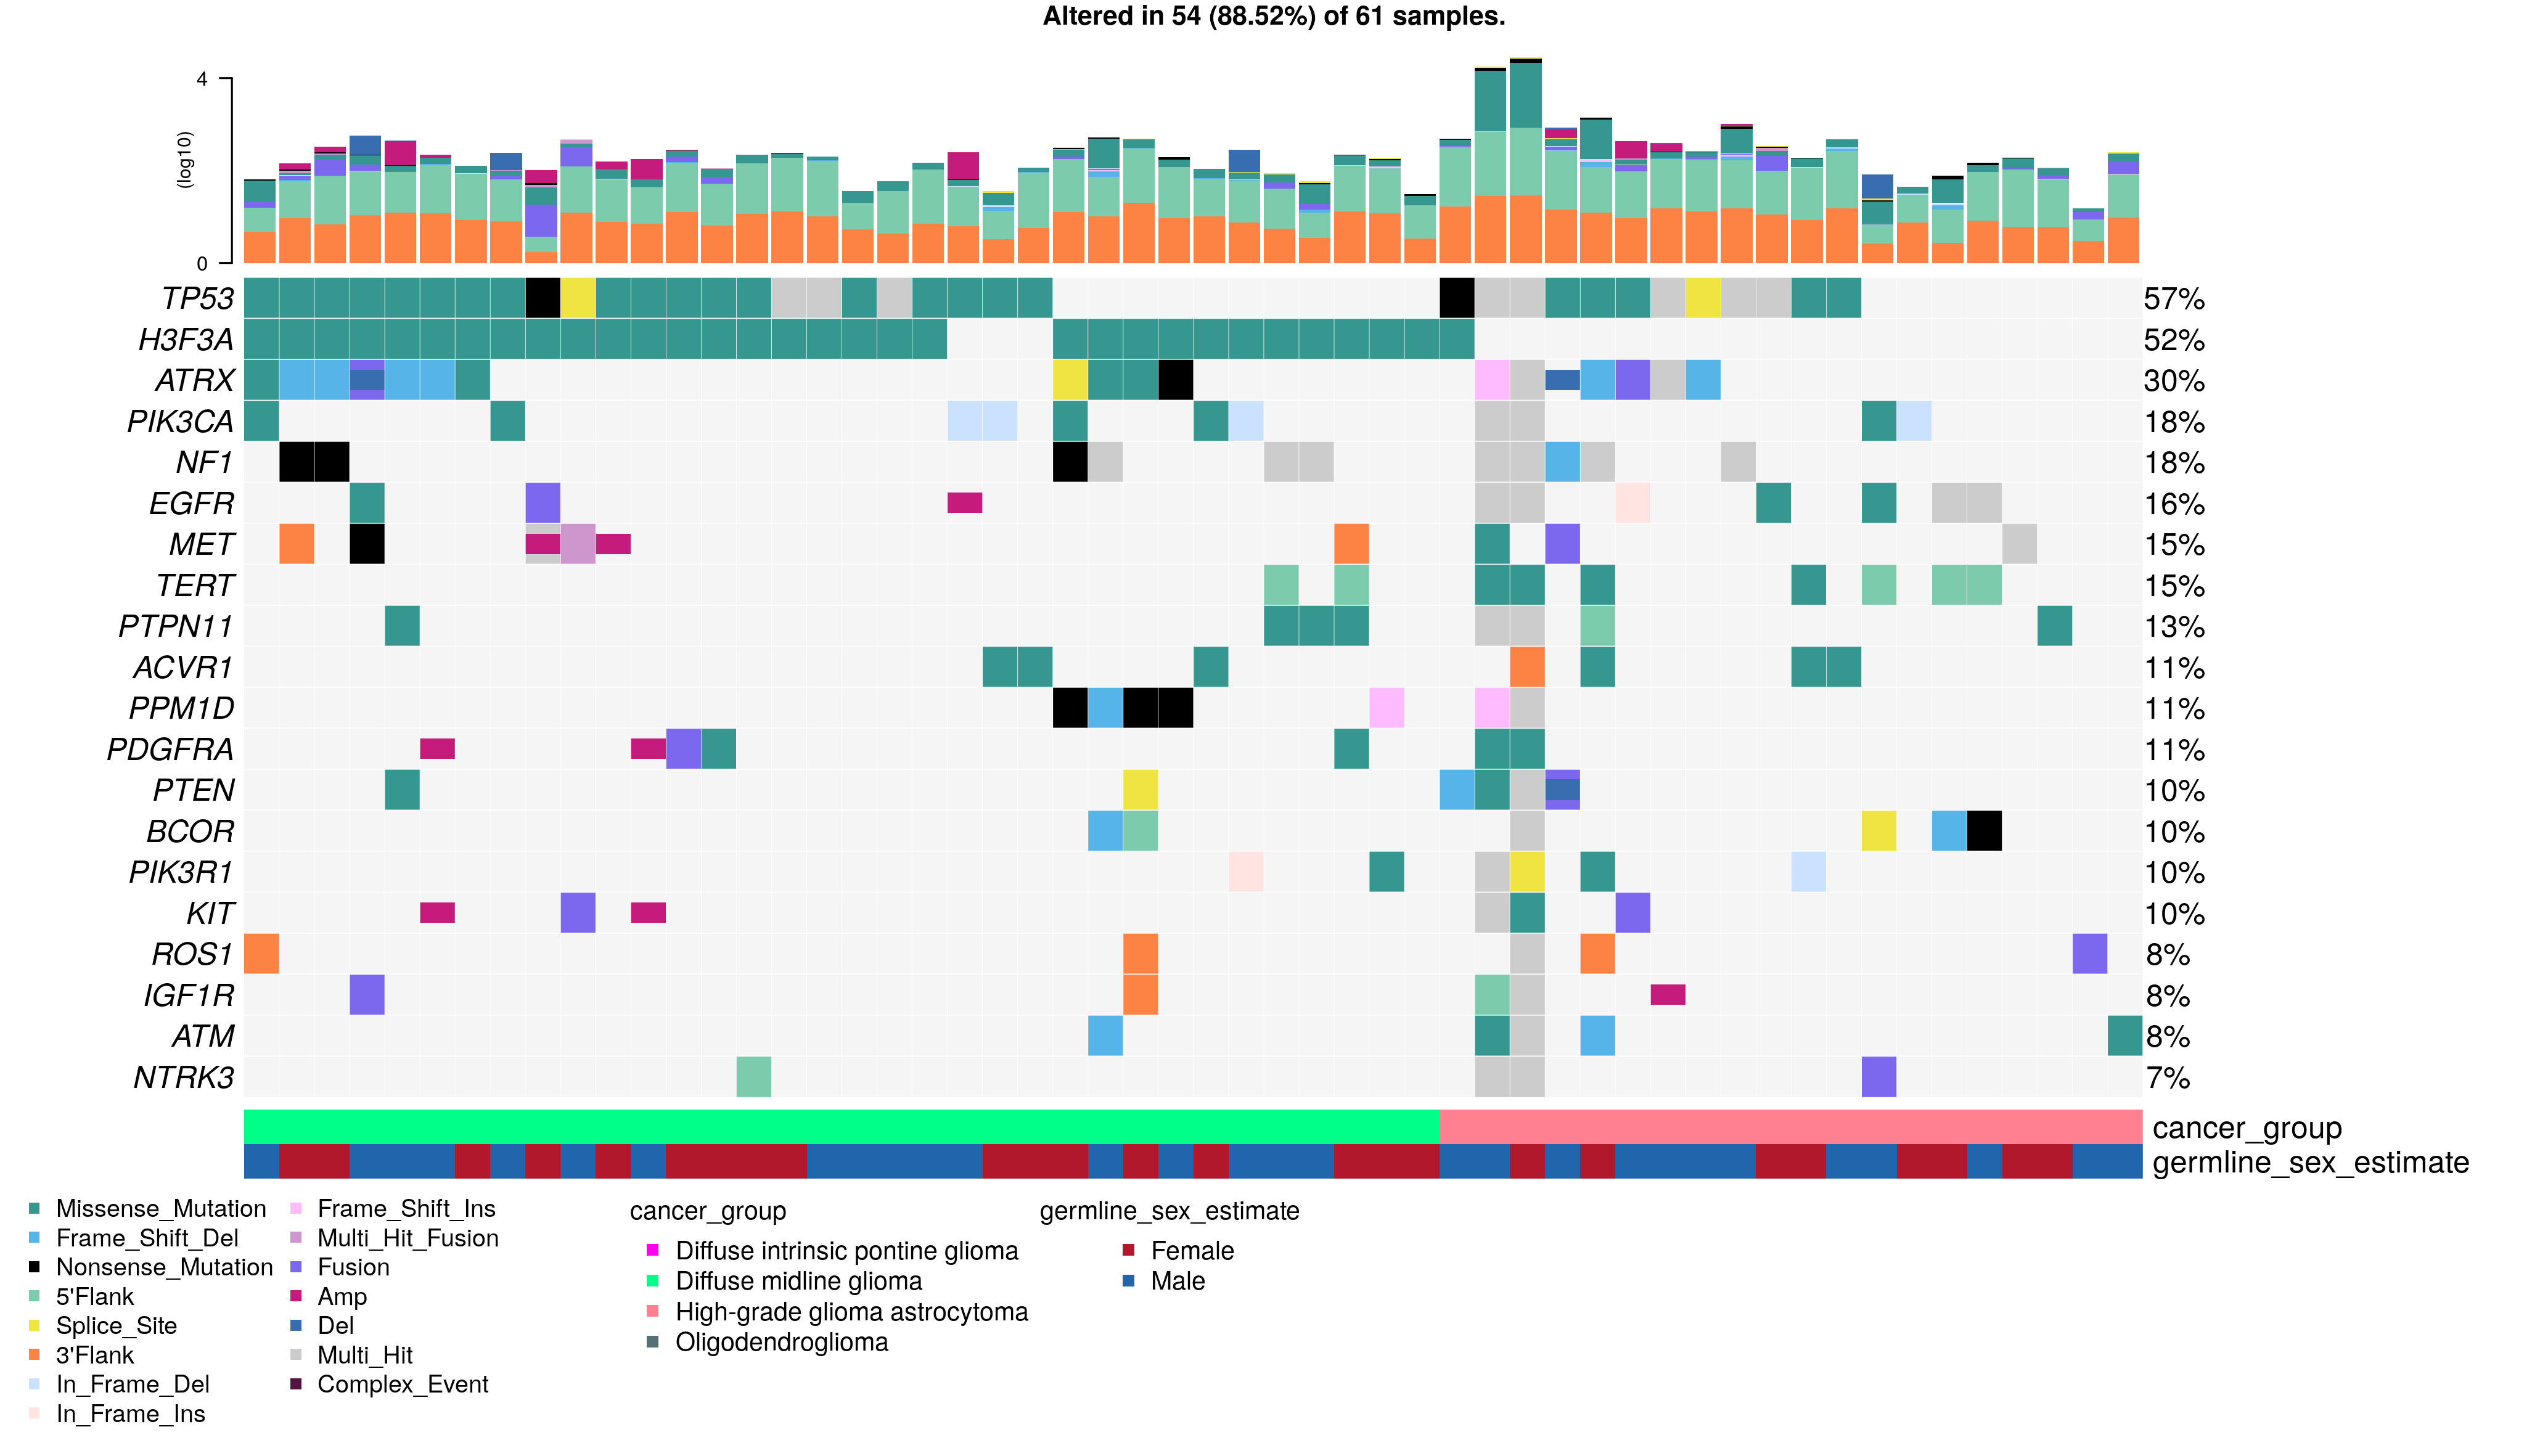 Altered in 54 (88.52%) of 61 samples.
4
(log10)
0
TP53 57%
H3F3A 52%
ATRX 30%
PIK3CA 18%
NF1 18%
EGFR 16%
MET 15%
TERT 15%
PTPN11 13%
ACVR1 11%
PPM1D 11%
PDGFRA 11%
PTEN 10%
BCOR 10%
PIK3R1 10%
KIT 10%
ROS1 8%
IGF1R 8%
ATM 8%
NTRK3 7%
cancer_group
germline_sex_estimate
Missense_Mutation
Frame_Shift_Del
Nonsense_Mutation
5'Flank
Splice_Site
3'Flank
In_Frame_Del
In_Frame_Ins
Frame_Shift_Ins
Multi_Hit_Fusion
Fusion
Amp
Del
Multi_Hit
Complex_Event
cancer_group
Diffuse intrinsic pontine glioma
Diffuse midline glioma
High-grade glioma astrocytoma
Oligodendroglioma
germline_sex_estimate
Female
Male